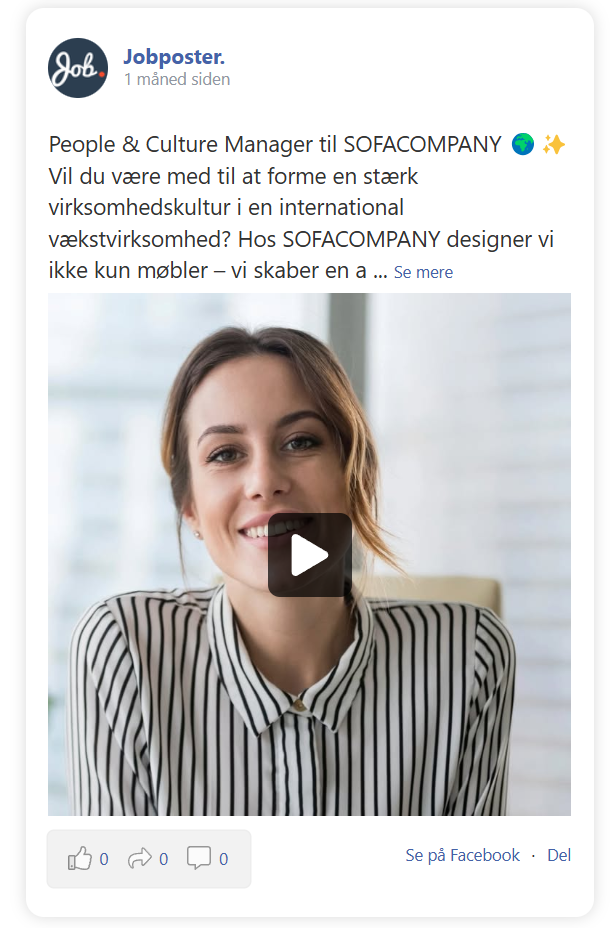 Job.
Jobposter.
1 måned siden
People & Culture Manager til SOFACOMPANY 🌍 ✨
Vil du være med til at forme en stærk
virksomhedskultur i en international
vækstvirksomhed? Hos SOFACOMPANY designer vi
ikke kun møbler – vi skaber en a ... Se mere
0 0 0
Se på Facebook · Del